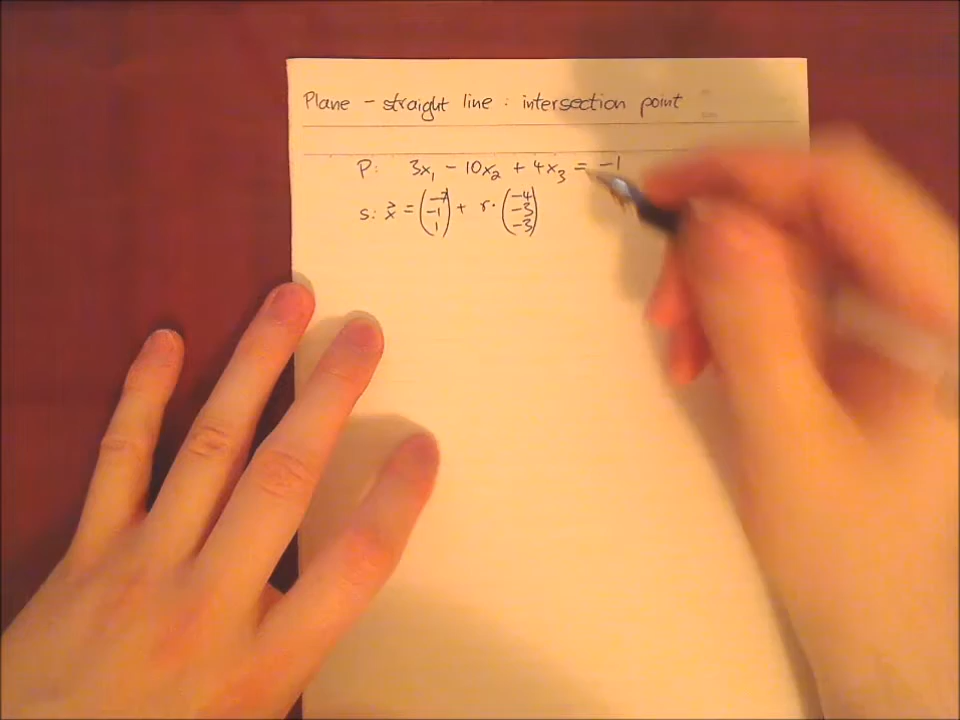 Plane - straight line : intersection point
P: 3x₁ - 10x₂ + 4x₃ = -1
s: x⃗ = (-7 -1 1) + r · (-4 -3 -3)